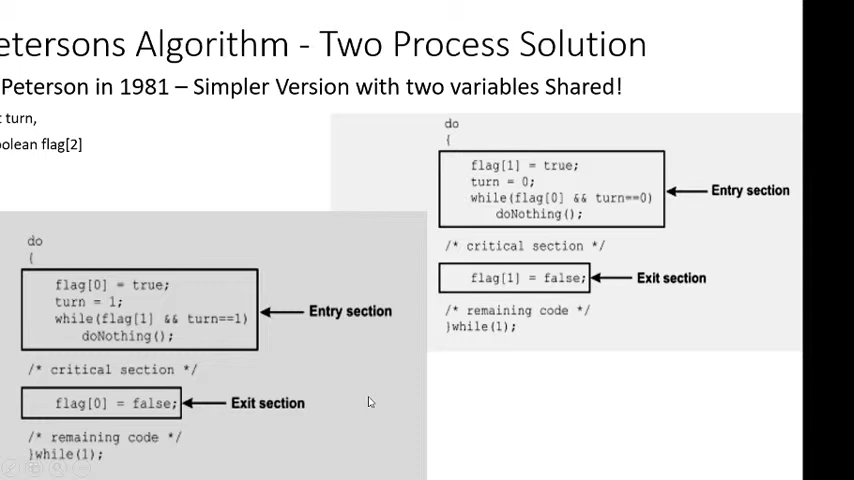 etersons Algorithm - Two Process Solution
Peterson in 1981 – Simpler Version with two variables Shared!
t turn,
olean flag[2]
do
{
flag[1] = true;
turn = 0;
while(flag[0] && turn==0)
doNothing();
Entry section
/* critical section */
flag[1] = false;
Exit section
/* remaining code */
}while(1);
do
{
flag[0] = true;
turn = 1;
while(flag[1] && turn==1)
doNothing();
Entry section
/* critical section */
flag[0] = false;
Exit section
/* remaining code */
}while(1);